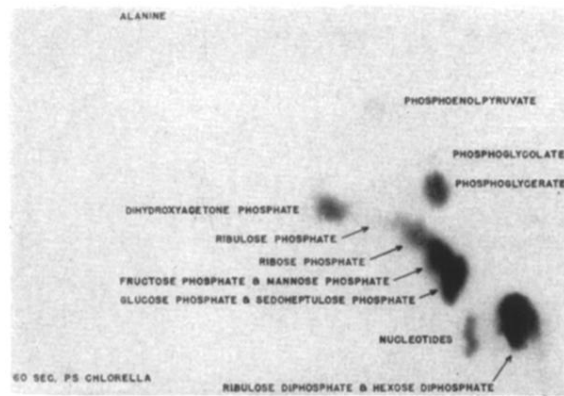 ALANINE
PHOSPHOENOLPYRUVATE
PHOSPHOGLYCOLATE
PHOSPHOGLYCERATE
DIHYDROXYACETONE PHOSPHATE
RIBULOSE PHOSPHATE
RIBOSE PHOSPHATE
FRUCTOSE PHOSPHATE & MANNOSE PHOSPHATE
GLUCOSE PHOSPHATE & SEDOHEPTULOSE PHOSPHATE
NUCLEOTIDES
60 SEC. PS CHLORELLA
RIBULOSE DIPHOSPHATE & HEXOSE DIPHOSPHATE